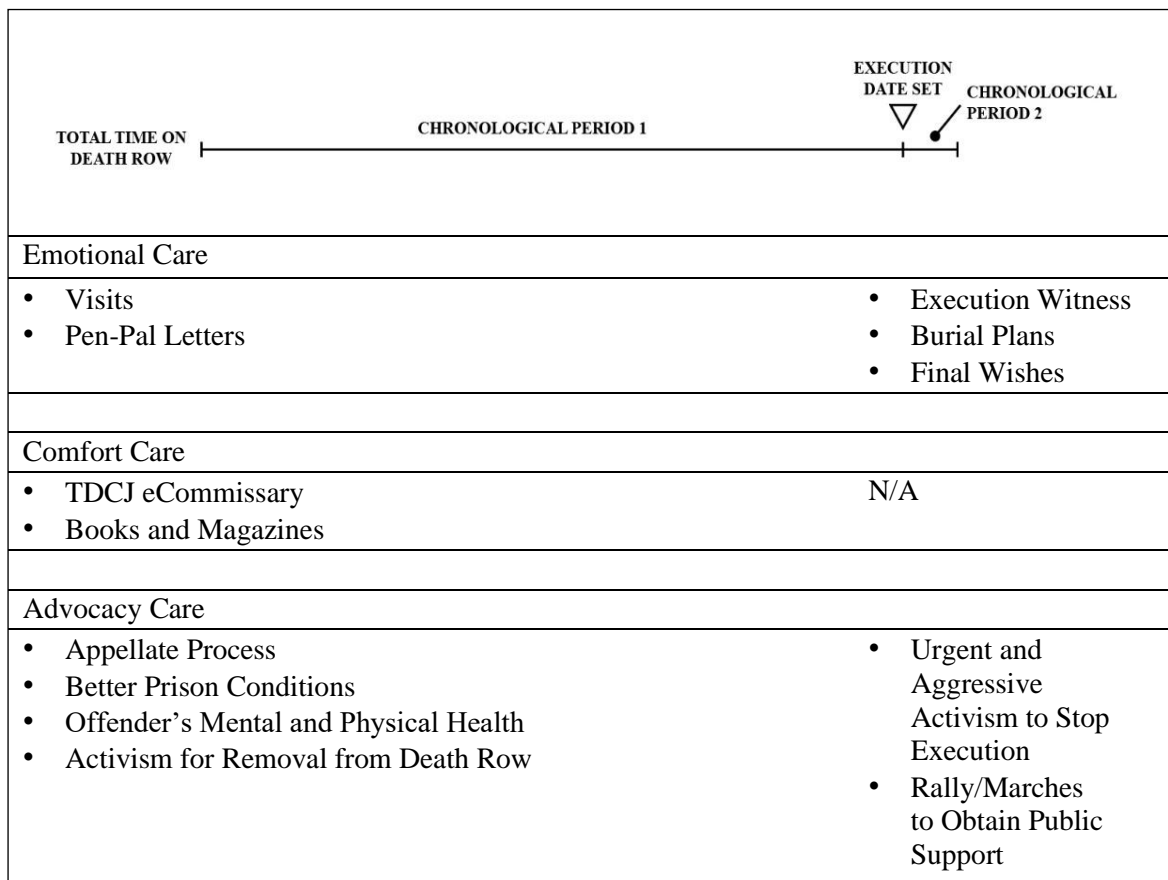 EXECUTION
DATE SET
CHRONOLOGICAL
PERIOD 2
CHRONOLOGICAL PERIOD 1
TOTAL TIME ON
DEATH ROW
Emotional Care
• Visits
• Pen-Pal Letters
• Execution Witness
• Burial Plans
• Final Wishes
Comfort Care
• TDCJ eCommissary
• Books and Magazines
N/A
Advocacy Care
• Appellate Process
• Better Prison Conditions
• Offender’s Mental and Physical Health
• Activism for Removal from Death Row
• Urgent and
Aggressive
Activism to Stop
Execution
• Rally/Marches
to Obtain Public
Support